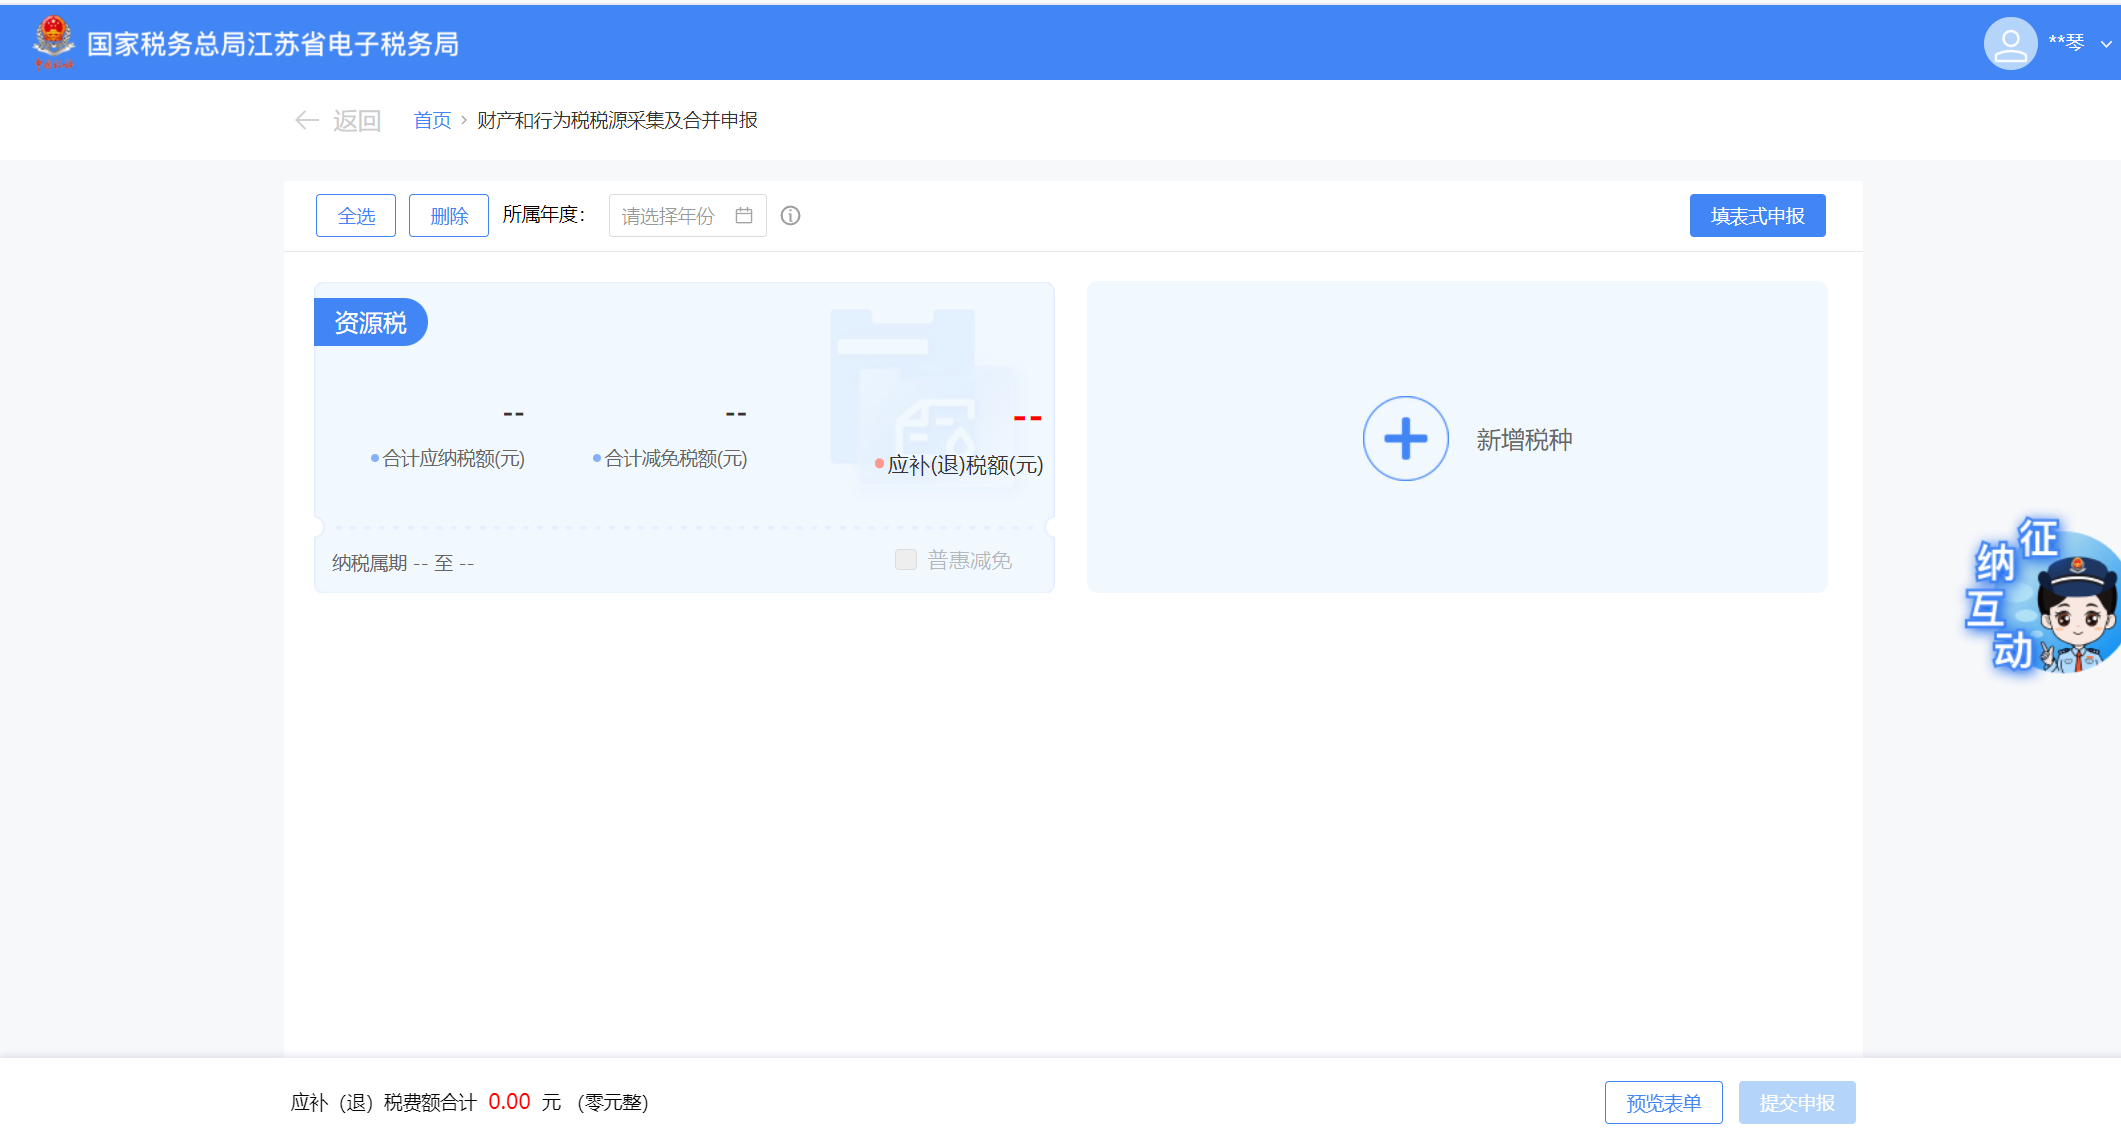 国家税务总局江苏省电子税务局
**琴
返回 首页 > 财产和行为税税源采集及合并申报
全选 删除 所属年度： 请选择年份 填表式申报
资源税
-- -- --
合计应纳税额(元) 合计减免税额(元) 应补(退)税额(元)
纳税属期 -- 至 -- 普惠减免
新增税种
征
纳
互
动
应补（退）税费额合计 0.00 元 （零元整） 预览表单 提交申报